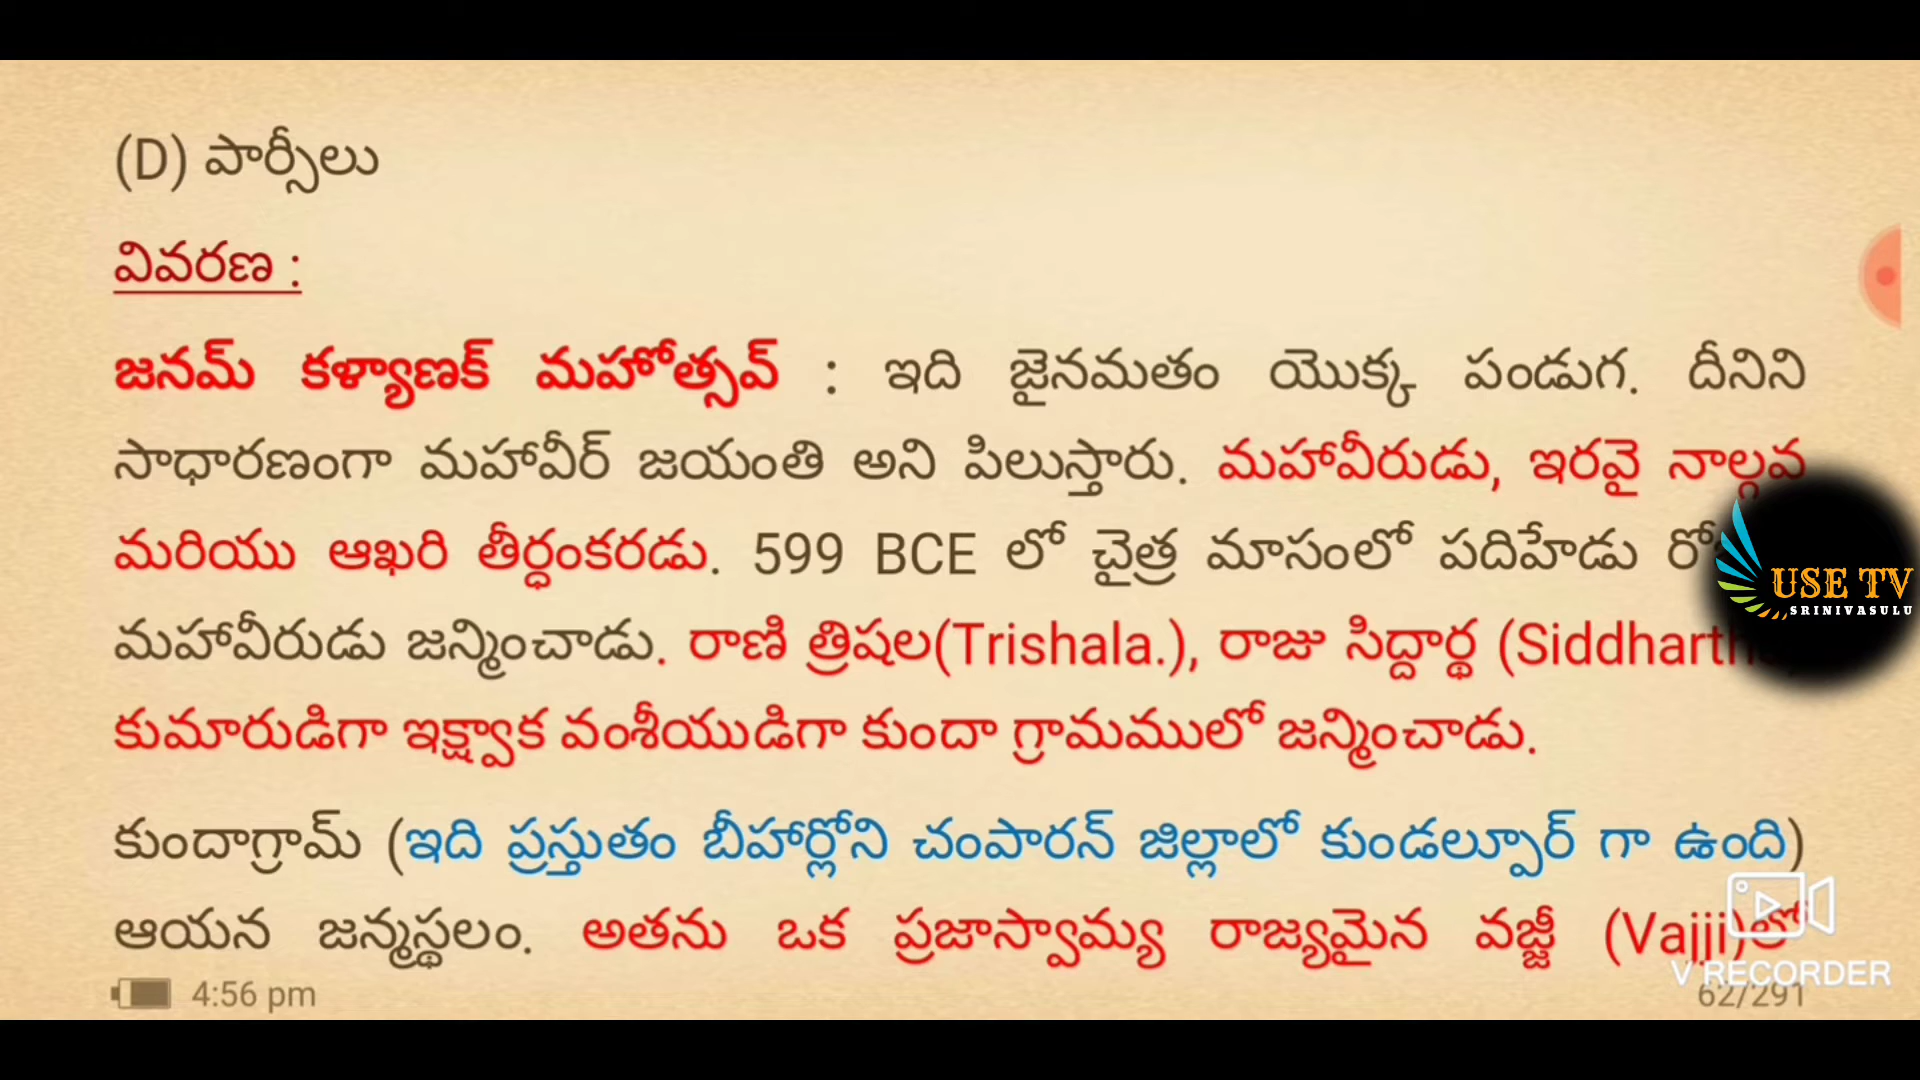 (D) పార్సీలు
వివరణ :
జనమ్ కళ్యాణక్ మహోత్సవ్ : ఇది జైనమతం యొక్క పండుగ. దీనిని
సాధారణంగా మహావీర్ జయంతి అని పిలుస్తారు. మహావీరుడు, ఇరవై నాల్గవ
మరియు ఆఖరి తీర్ధంకరడు. 599 BCE లో చైత్ర మాసంలో పదిహేడు
మహావీరుడు జన్మించాడు. రాణి త్రిషల(Trishala.), రాజు సిద్దార్థ (Siddhartha
కుమారుడిగా ఇక్ష్వాక వంశీయుడిగా కుందా గ్రామములో జన్మించాడు.
కుందాగ్రామ్ (ఇది ప్రస్తుతం బీహార్లోని చంపారన్ జిల్లాలో కుండల్పూర్ గా ఉంది)
ఆయన జన్మస్థలం. అతను ఒక ప్రజాస్వామ్య రాజ్యమైన వజ్జీ (Vajji)లో
4:56 pm
62/291
USE TV
SRINIVASULU
V RECORDER